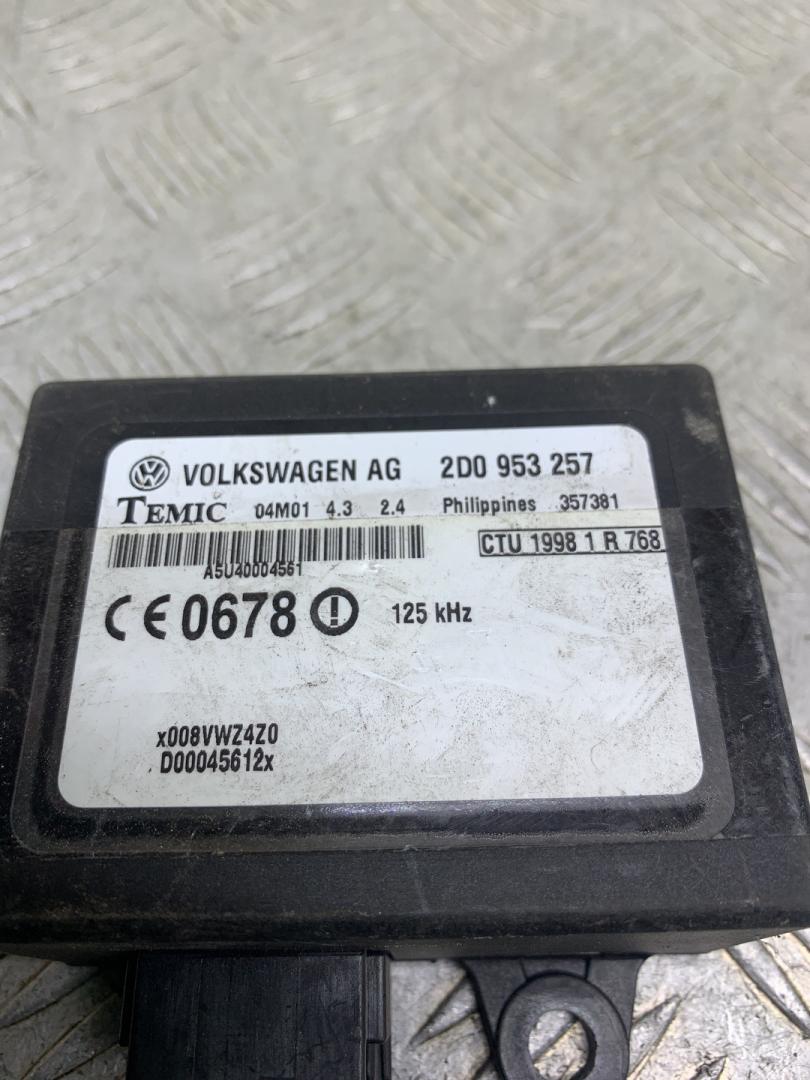 VOLKSWAGEN AG 2D0 953 257
TEMIC 04M01 4.3 2.4 Philippines 357381
A5U40004561 CTU 1998 1 R 768
CE 0678 125 kHz
x008VWZ4Z0
D00045612x